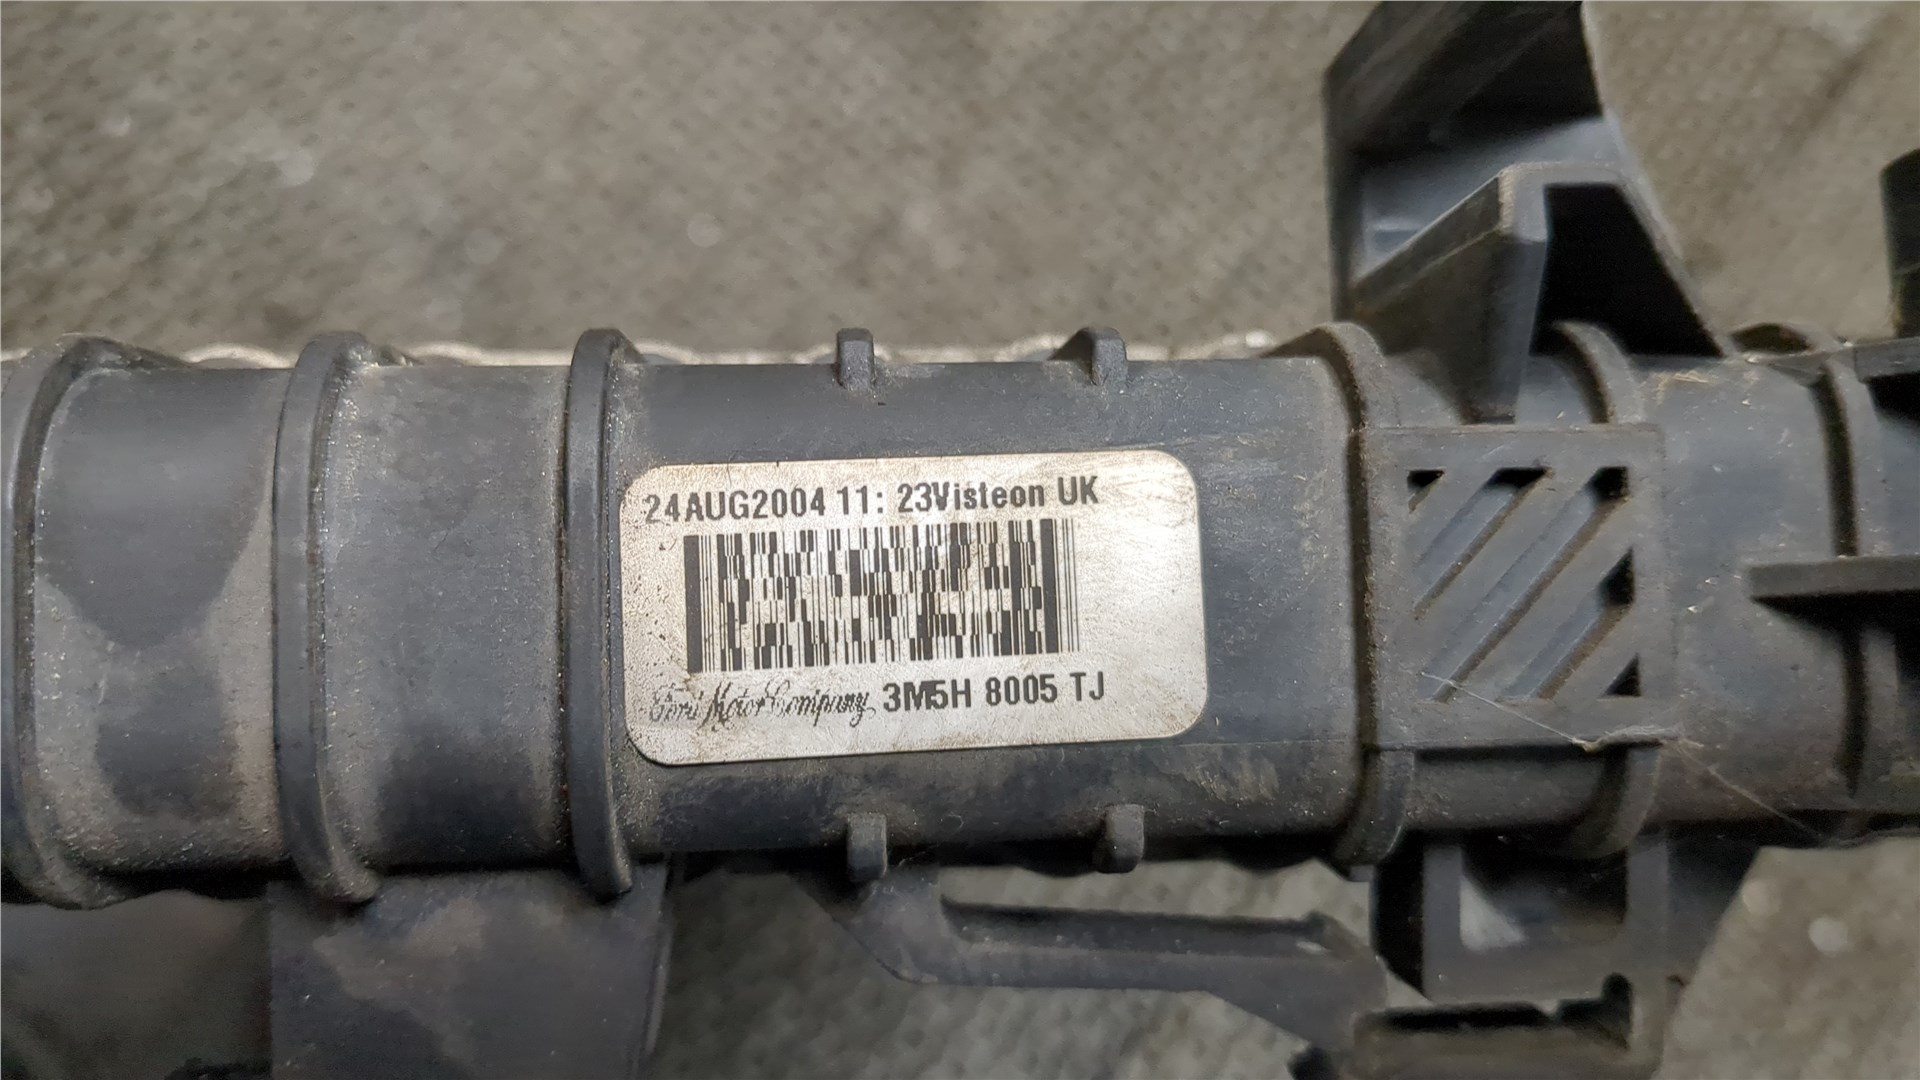 24AUG2004 11: 23Visteon UK
Ford Motor Company 3M5H 8005 TJ